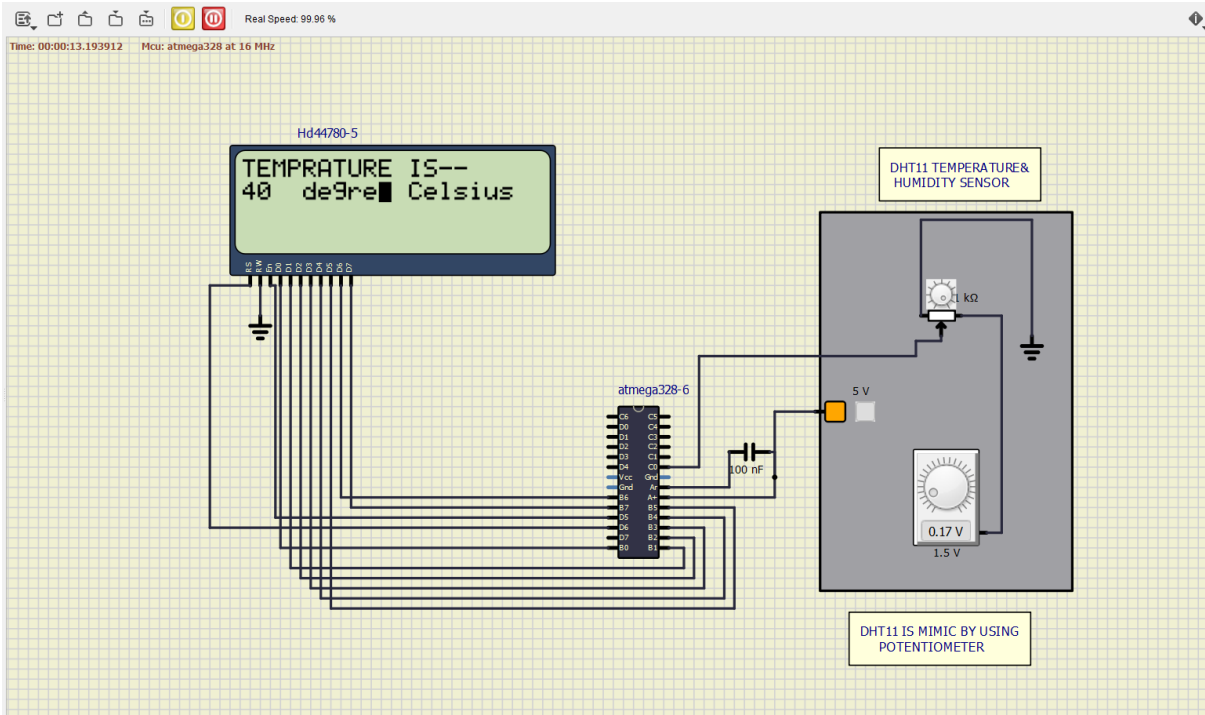 Real Speed: 99.96 %
Time: 00:00:13.193912 Mcu: atmega328 at 16 MHz
Hd44780-5
TEMPRATURE IS--
40 degre█ Celsius
RS RW En D0 D1 D2 D3 D4 D5 D6 D7
DHT11 TEMPERATURE&
HUMIDITY SENSOR
1 kΩ
5 V
atmega328-6
C6 C5
D0 C4
D1 C3
D2 C2
D3 C1
D4 C0
Vcc Gnd
Gnd Ar
B6 A+
B7 B5
D5 B4
D6 B3
D7 B2
B0 B1
100 nF
0.17 V
1.5 V
DHT11 IS MIMIC BY USING
POTENTIOMETER